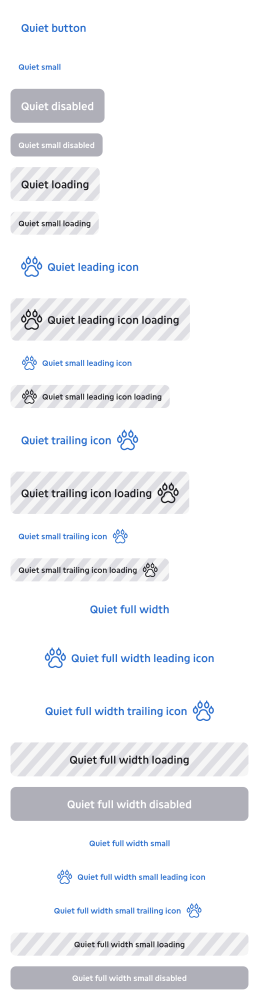 Quiet button
Quiet small
Quiet disabled
Quiet small disabled
Quiet loading
Quiet small loading
Quiet leading icon
Quiet leading icon loading
Quiet small leading icon
Quiet small leading icon loading
Quiet trailing icon
Quiet trailing icon loading
Quiet small trailing icon
Quiet small trailing icon loading
Quiet full width
Quiet full width leading icon
Quiet full width trailing icon
Quiet full width loading
Quiet full width disabled
Quiet full width small
Quiet full width small leading icon
Quiet full width small trailing icon
Quiet full width small loading
Quiet full width small disabled